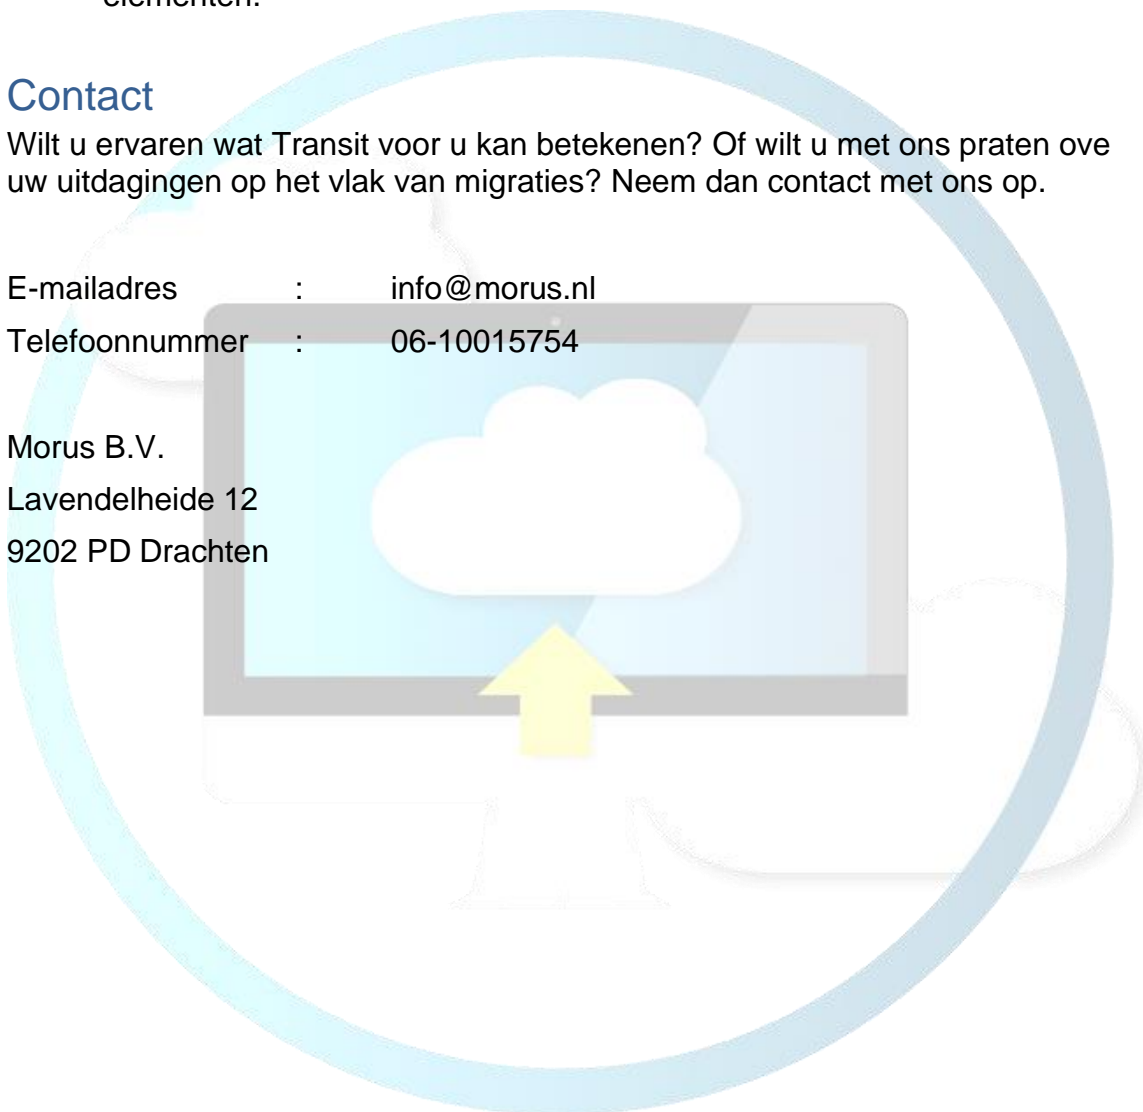 elementen.
Contact
Wilt u ervaren wat Transit voor u kan betekenen? Of wilt u met ons praten ove
uw uitdagingen op het vlak van migraties? Neem dan contact met ons op.
E-mailadres : info@morus.nl
Telefoonnummer : 06-10015754
Morus B.V.
Lavendelheide 12
9202 PD Drachten